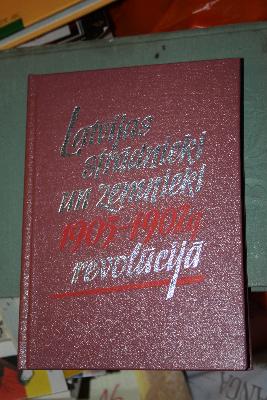 Latvijas
strādnieki
un zemnieki
1905-1907.g.
revolūcijā